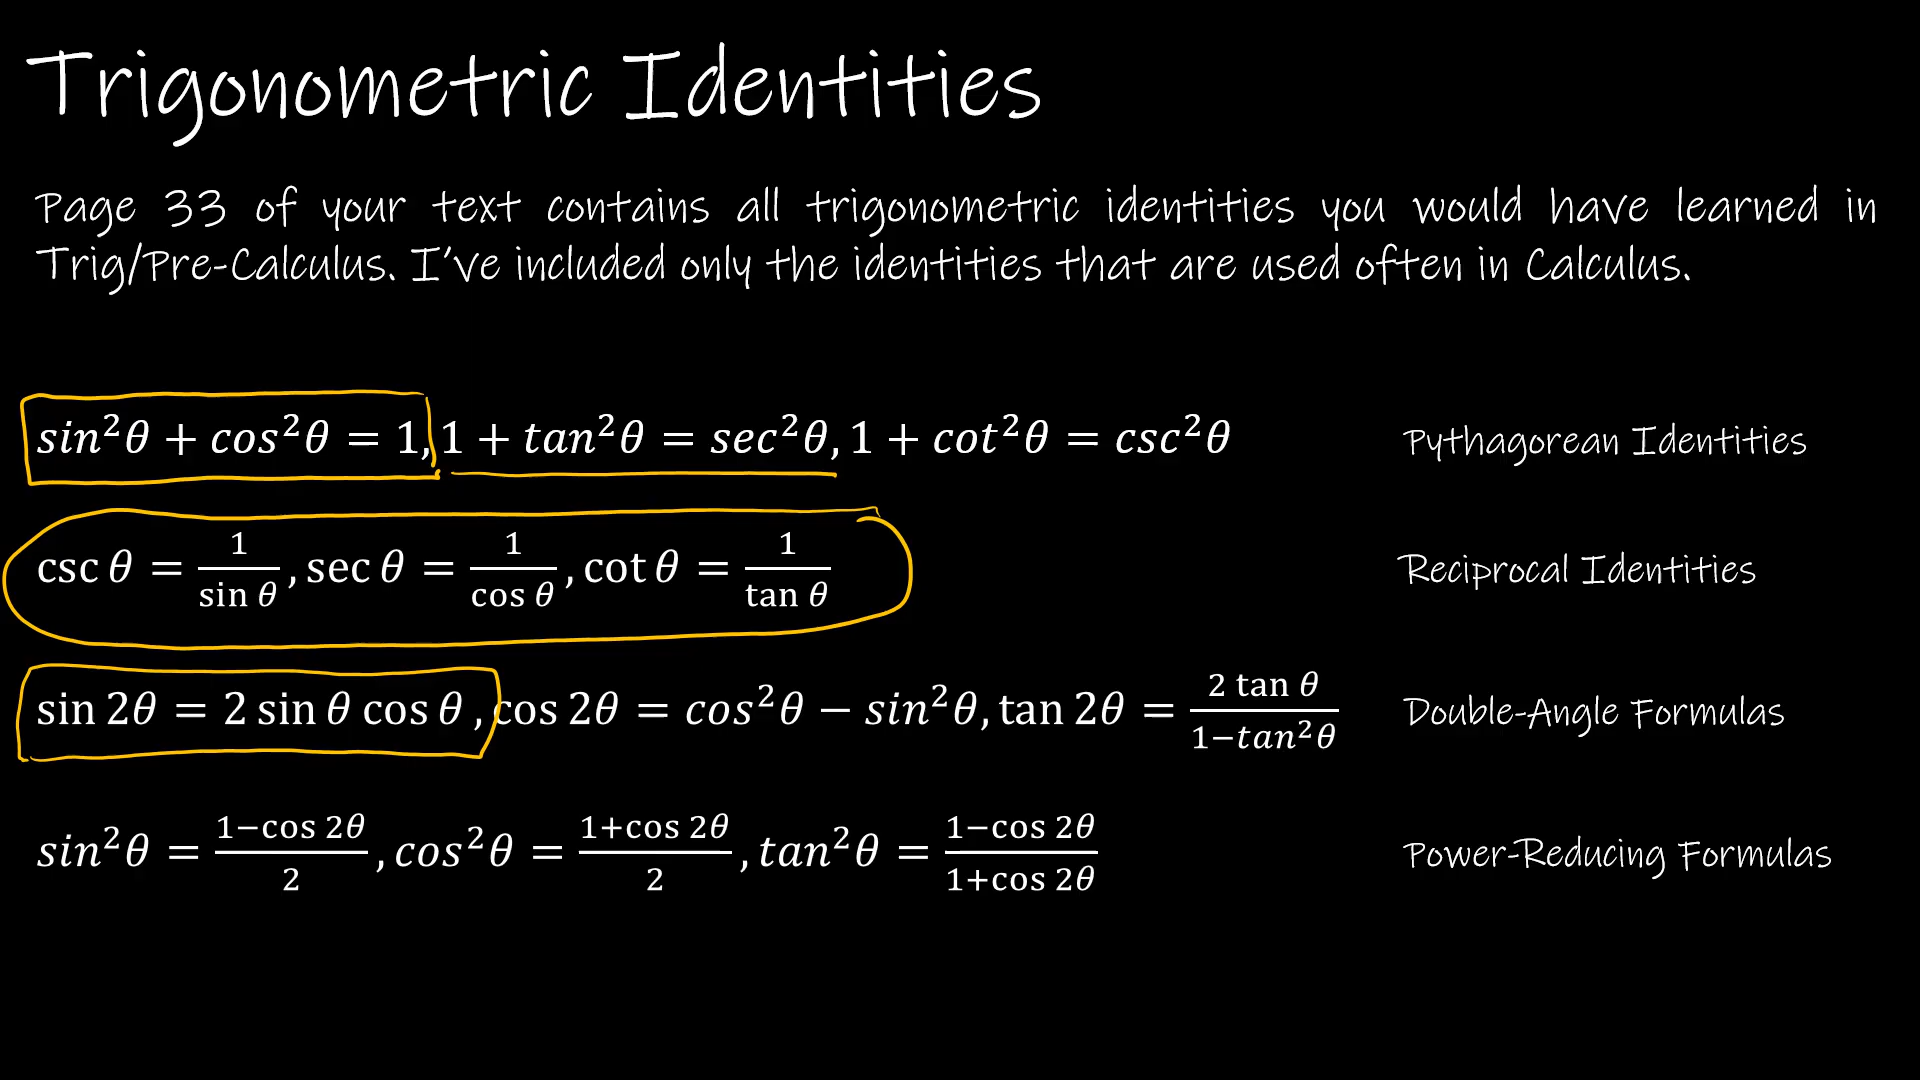 Trigonometric Identities
Page 33 of your text contains all trigonometric identities you would have learned in
Trig/Pre-Calculus. I've included only the identities that are used often in Calculus.
sin²θ + cos²θ = 1, 1 + tan²θ = sec²θ, 1 + cot²θ = csc²θ Pythagorean Identities
csc θ = 1/sin θ, sec θ = 1/cos θ, cot θ = 1/tan θ Reciprocal Identities
sin 2θ = 2 sin θ cos θ, cos 2θ = cos²θ − sin²θ, tan 2θ = 2 tan θ/1−tan²θ Double-Angle Formulas
sin²θ = 1−cos 2θ/2, cos²θ = 1+cos 2θ/2, tan²θ = 1−cos 2θ/1+cos 2θ Power-Reducing Formulas